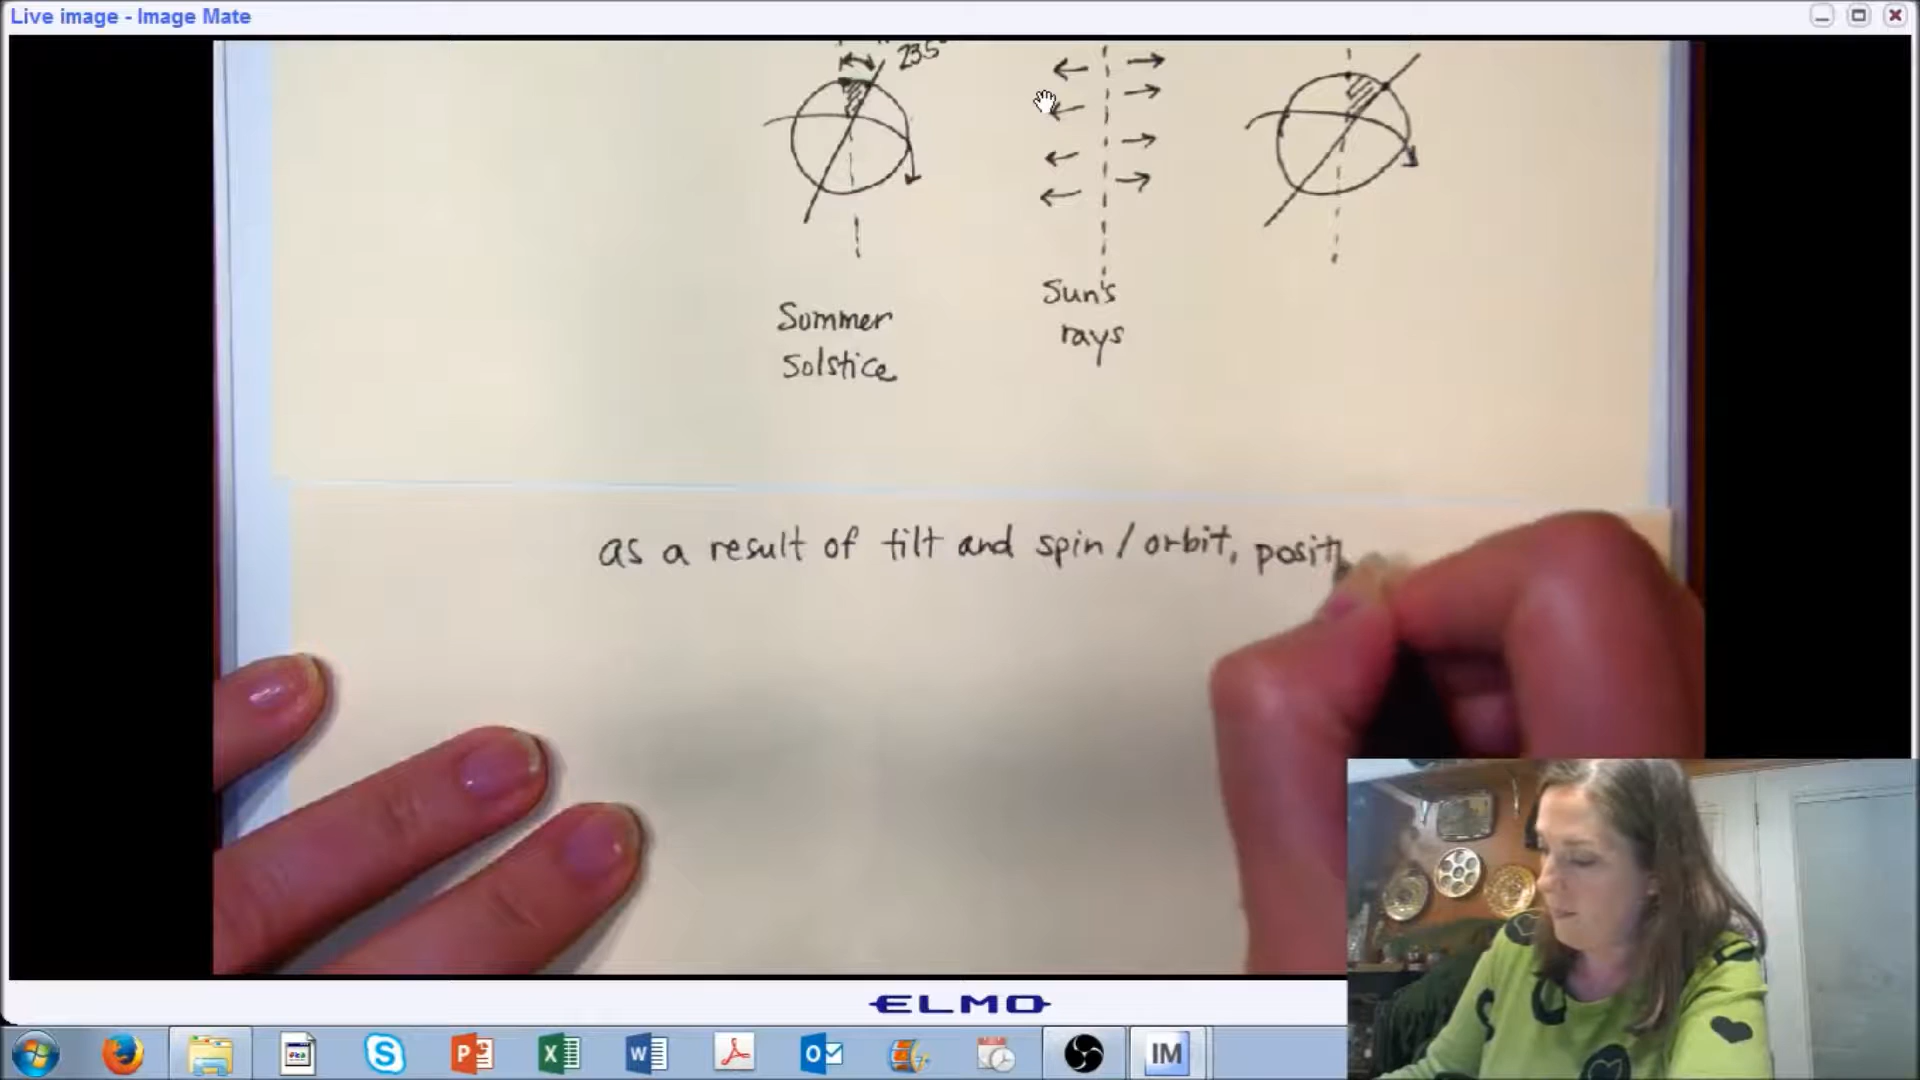 Live image - Image Mate
23.5°
Summer
solstice
Sun's
rays
as a result of tilt and spin / orbit, positi
ELMO
IM